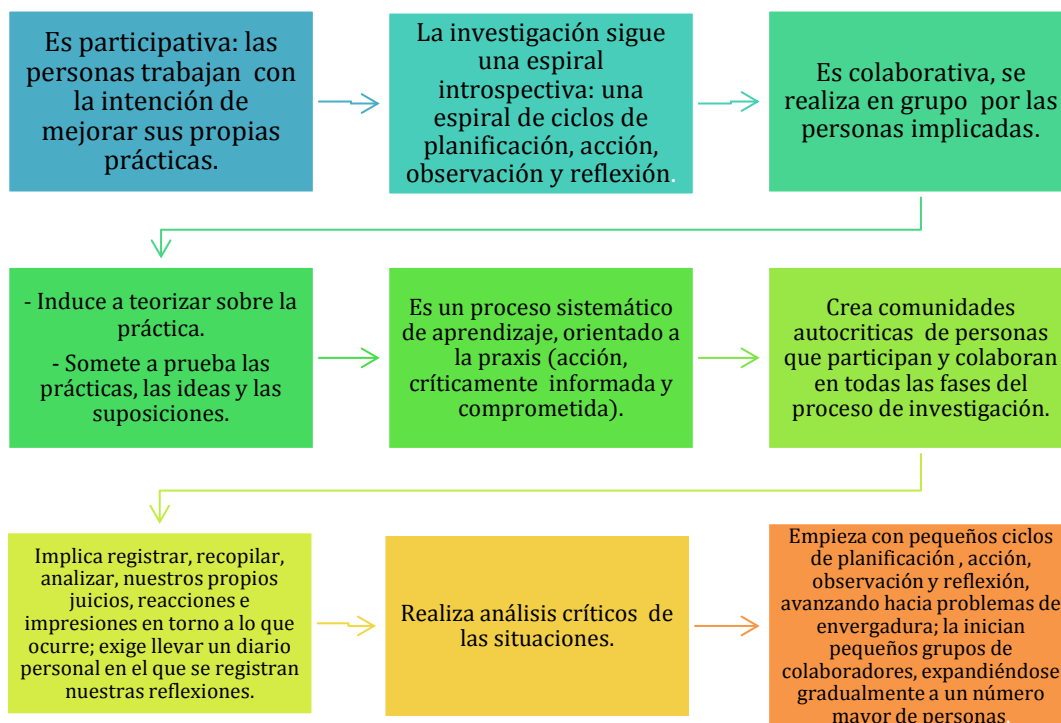 Es participativa: las
personas trabajan con
la intención de
mejorar sus propias
prácticas.
La investigación sigue
una espiral
introspectiva: una
espiral de ciclos de
planificación, acción,
observación y reflexión.
Es colaborativa, se
realiza en grupo por las
personas implicadas.
- Induce a teorizar sobre la
práctica.
- Somete a prueba las
prácticas, las ideas y las
suposiciones.
Es un proceso sistemático
de aprendizaje, orientado a
la praxis (acción,
críticamente informada y
comprometida).
Crea comunidades
autocriticas de personas
que participan y colaboran
en todas las fases del
proceso de investigación.
Implica registrar, recopilar,
analizar, nuestros propios
juicios, reacciones e
impresiones en torno a lo que
ocurre; exige llevar un diario
personal en el que se registran
nuestras reflexiones.
Realiza análisis críticos de
las situaciones.
Empieza con pequeños ciclos
de planificación , acción,
observación y reflexión,
avanzando hacia problemas de
envergadura; la inician
pequeños grupos de
colaboradores, expandiéndose
gradualmente a un número
mayor de personas.